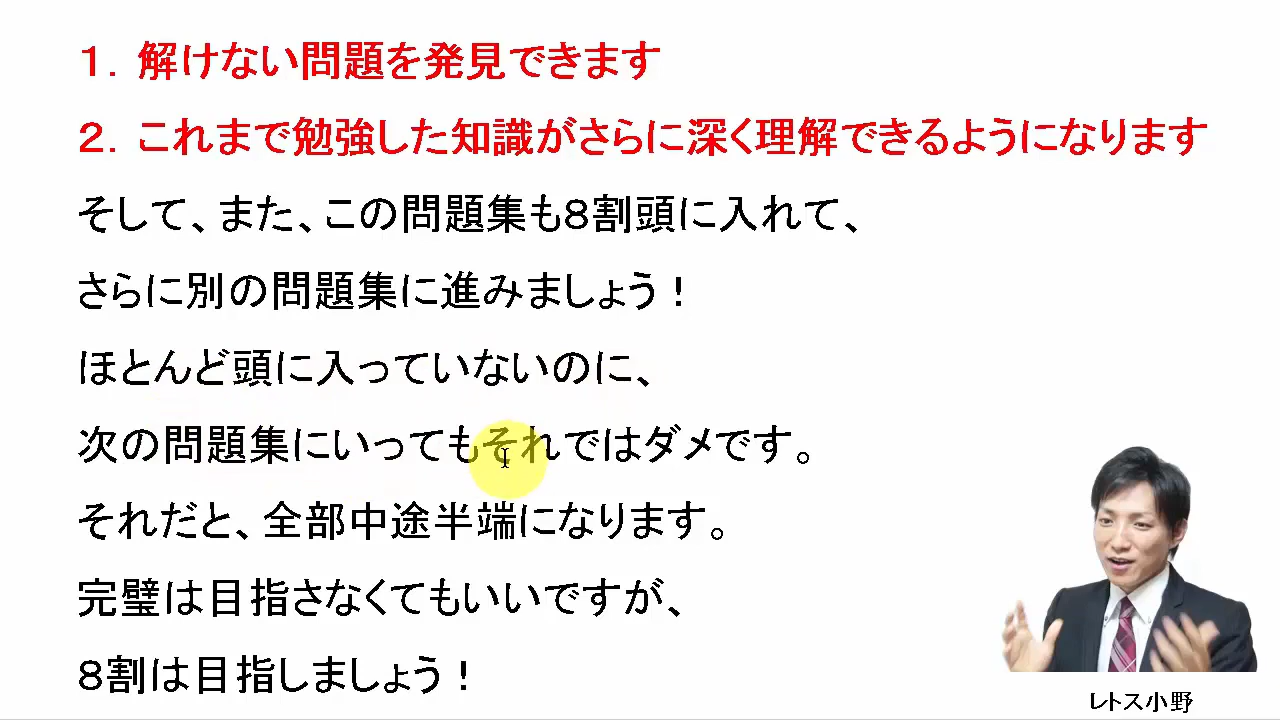 １．解けない問題を発見できます
２．これまで勉強した知識がさらに深く理解できるようになります
そして、また、この問題集も８割頭に入れて、
さらに別の問題集に進みましょう！
ほとんど頭に入っていないのに、
次の問題集にいってもそれではダメです。
それだと、全部中途半端になります。
完璧は目指さなくてもいいですが、
８割は目指しましょう！
レトス小野